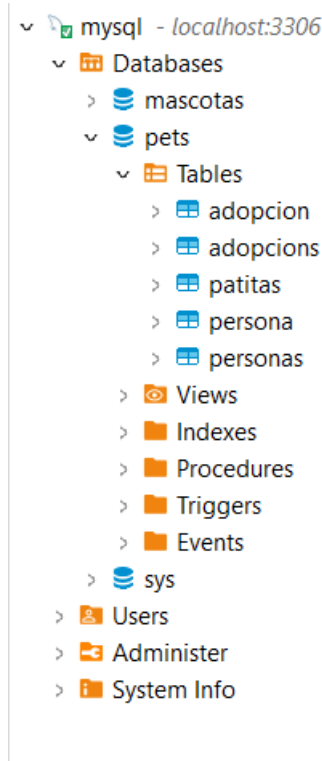 mysql - localhost:3306
Databases
mascotas
pets
Tables
adopcion
adopcions
patitas
persona
personas
Views
Indexes
Procedures
Triggers
Events
sys
Users
Administer
System Info